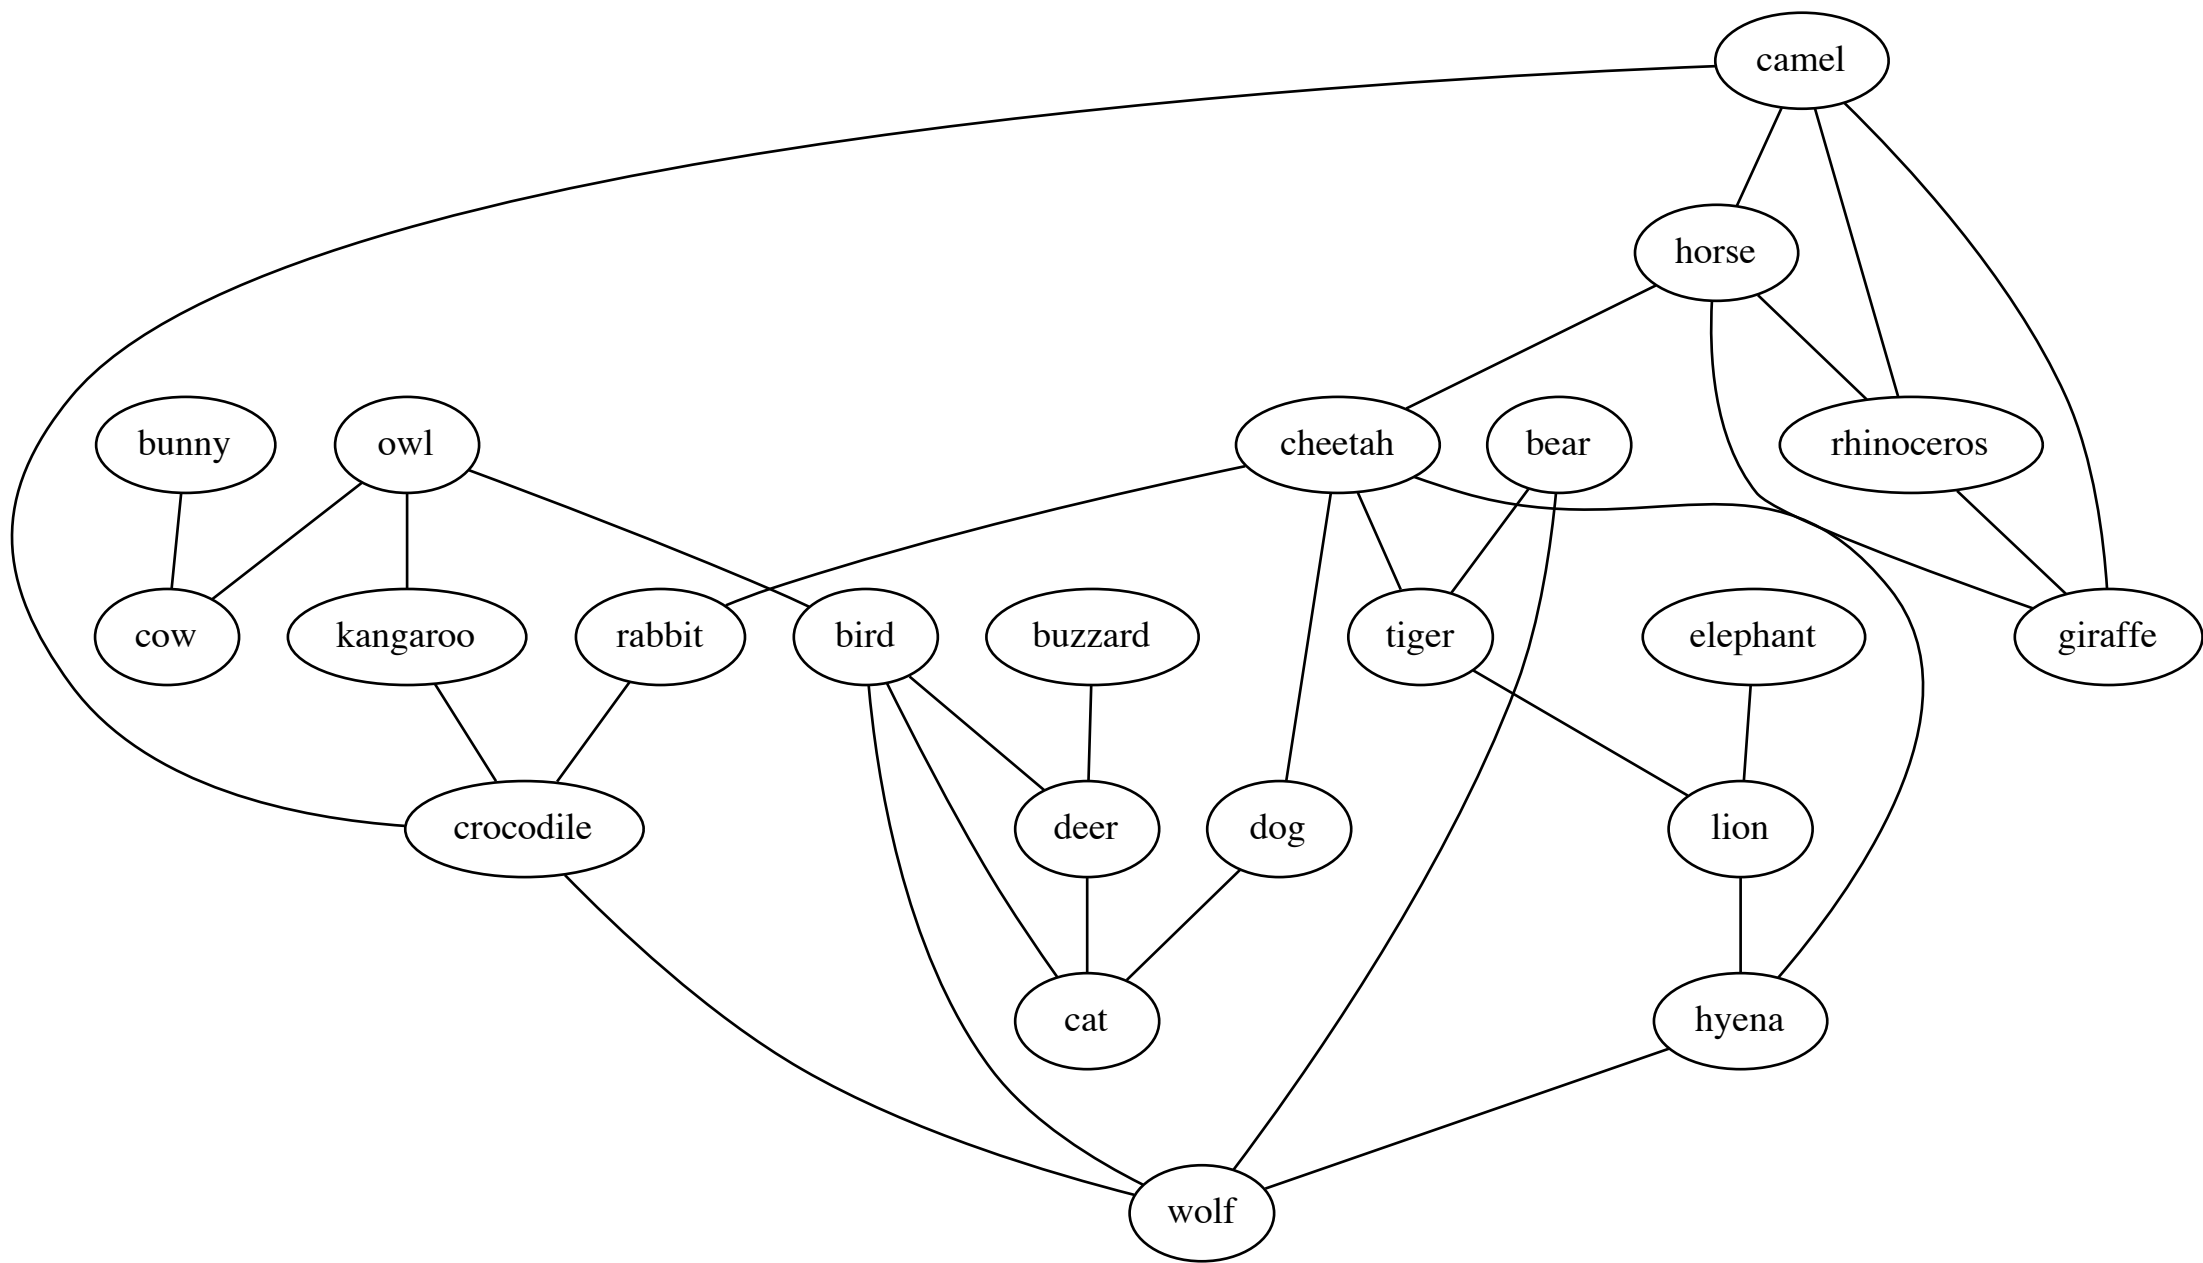 camel
horse
bunny
owl
cheetah
bear
rhinoceros
cow
kangaroo
rabbit
bird
buzzard
tiger
elephant
giraffe
crocodile
deer
dog
lion
cat
hyena
wolf